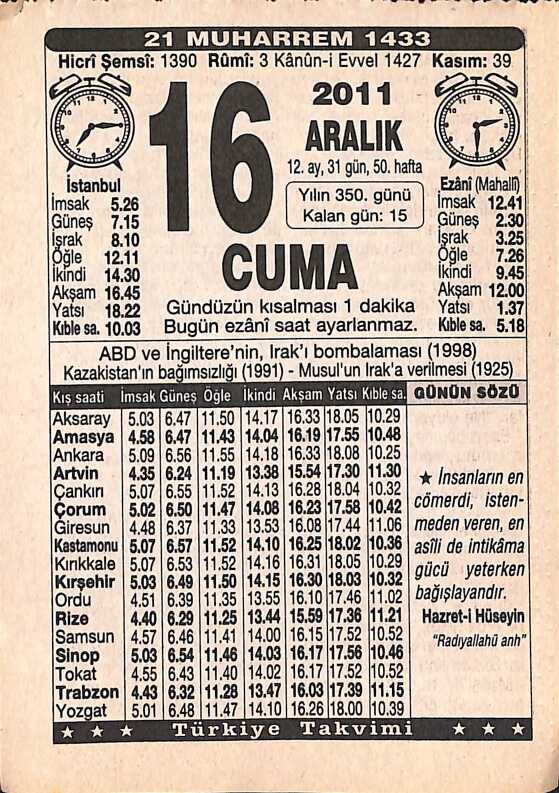 21 MUHARREM 1433
Hicrî Şemsî: 1390 Rûmî: 3 Kânûn-i Evvel 1427 Kasım: 39
16
2011
ARALIK
12. ay, 31 gün, 50. hafta
Yılın 350. günü
Kalan gün: 15
CUMA
Gündüzün kısalması 1 dakika
Bugün ezânî saat ayarlanmaz.
İstanbul
İmsak 5.26
Güneş 7.15
İşrak 8.10
Öğle 12.11
İkindi 14.30
Akşam 16.45
Yatsı 18.22
Kıble sa. 10.03
Ezânî (Mahallî)
İmsak 12.41
Güneş 2.30
İşrak 3.25
Öğle 7.26
İkindi 9.45
Akşam 12.00
Yatsı 1.37
Kıble sa. 5.18
ABD ve İngiltere'nin, Irak'ı bombalaması (1998)
Kazakistan'ın bağımsızlığı (1991) - Musul'un Irak'a verilmesi (1925)
Kış saati İmsak Güneş Öğle İkindi Akşam Yatsı Kıble sa.
Aksaray 5.03 6.47 11.50 14.17 16.33 18.05 10.29
Amasya 4.58 6.47 11.43 14.04 16.19 17.55 10.48
Ankara 5.09 6.56 11.55 14.18 16.33 18.08 10.25
Artvin 4.35 6.24 11.19 13.38 15.54 17.30 11.30
Çankırı 5.07 6.55 11.52 14.13 16.28 18.04 10.32
Çorum 5.02 6.50 11.47 14.08 16.23 17.58 10.42
Giresun 4.48 6.37 11.33 13.53 16.08 17.44 11.06
Kastamonu 5.07 6.57 11.52 14.10 16.25 18.02 10.36
Kırıkkale 5.07 6.53 11.52 14.16 16.31 18.05 10.29
Kırşehir 5.03 6.49 11.50 14.15 16.30 18.03 10.32
Ordu 4.51 6.39 11.35 13.55 16.10 17.46 11.02
Rize 4.40 6.29 11.25 13.44 15.59 17.36 11.21
Samsun 4.57 6.46 11.41 14.00 16.15 17.52 10.52
Sinop 5.03 6.54 11.46 14.03 16.17 17.56 10.46
Tokat 4.55 6.43 11.40 14.02 16.17 17.52 10.52
Trabzon 4.43 6.32 11.28 13.47 16.03 17.39 11.15
Yozgat 5.01 6.48 11.47 14.10 16.26 18.00 10.39
GÜNÜN SÖZÜ
★ İnsanların en
cömerdi, isten-
meden veren, en
asîli de intikâma
gücü yeterken
bağışlayandır.
Hazret-i Hüseyin
"Radıyallahü anh"
★ ★ ★ Türkiye Takvimi ★ ★ ★